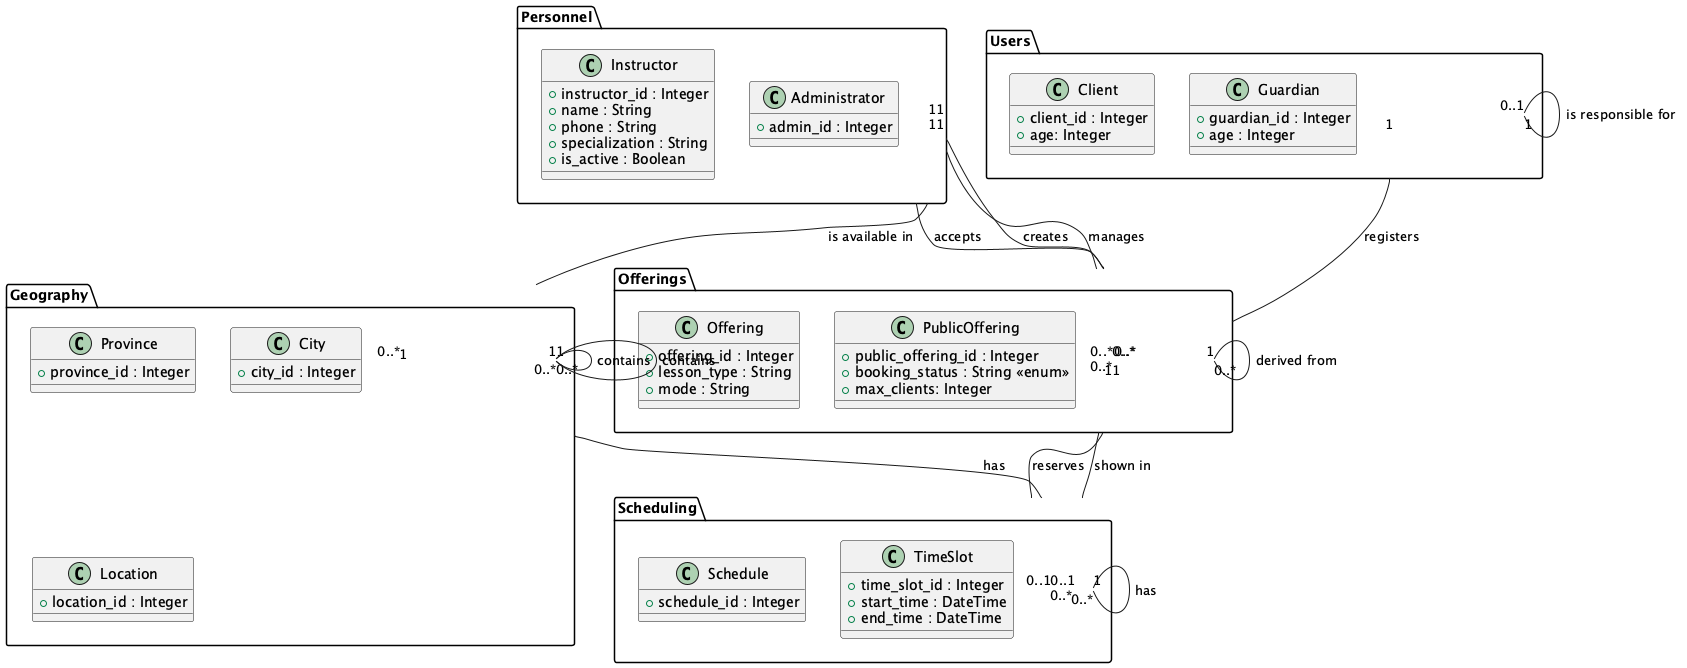 Personnel
C Instructor
instructor_id : Integer
name : String
phone : String
specialization : String
is_active : Boolean
C Administrator
admin_id : Integer
11
11
Users
C Client
client_id : Integer
age: Integer
C Guardian
guardian_id : Integer
age : Integer
1
0..1
1
is responsible for
is available in
accepts
creates
manages
registers
Geography
C Province
province_id : Integer
C City
city_id : Integer
0..*
1
11
0..*0..*
contains
contains
C Location
location_id : Integer
Offerings
C Offering
offering_id : Integer
lesson_type : String
mode : String
C PublicOffering
public_offering_id : Integer
booking_status : String «enum»
max_clients: Integer
0..*
0..*
0..*
11
1
0..*
derived from
has
reserves
shown in
Scheduling
C Schedule
schedule_id : Integer
C TimeSlot
time_slot_id : Integer
start_time : DateTime
end_time : DateTime
0..10..1
0..*
1
0..*
has